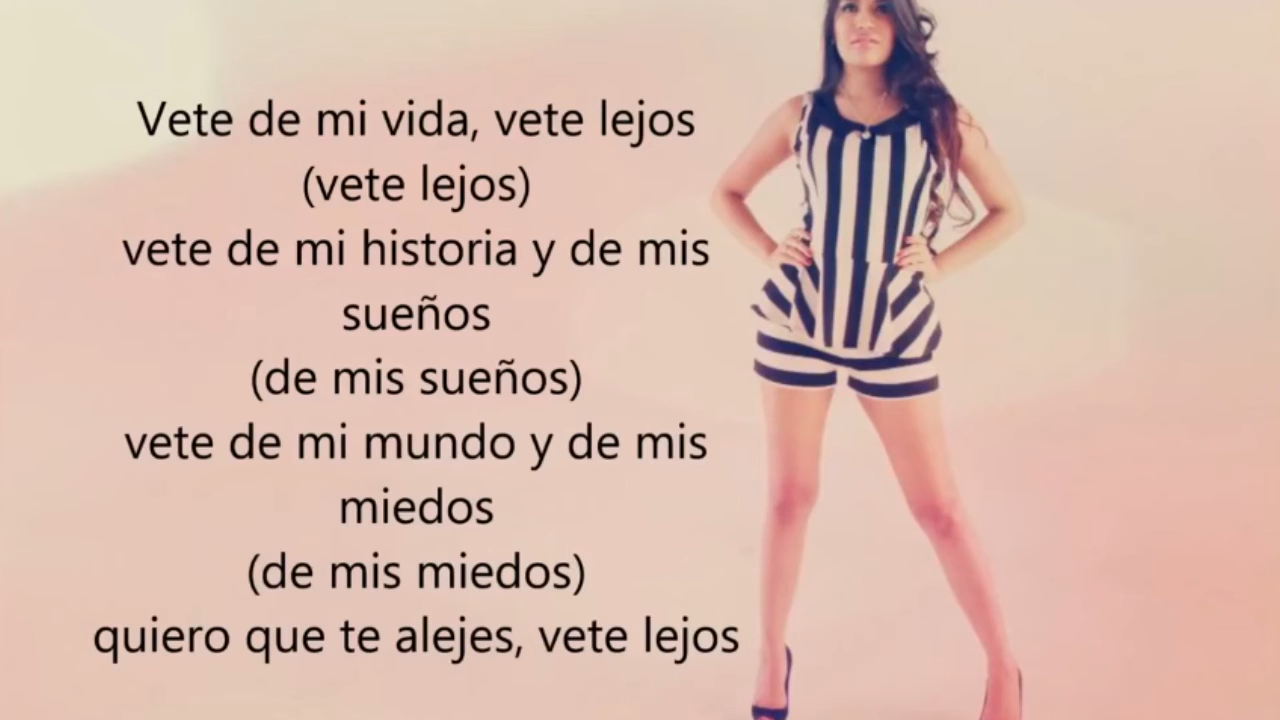 Vete de mi vida, vete lejos
(vete lejos)
vete de mi historia y de mis
sueños
(de mis sueños)
vete de mi mundo y de mis
miedos
(de mis miedos)
quiero que te alejes, vete lejos